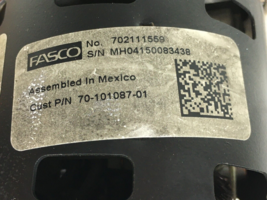 FASCO
No. 702111559
S/N MH04150083438
Assembled In Mexico
Cust P/N 70-101087-01